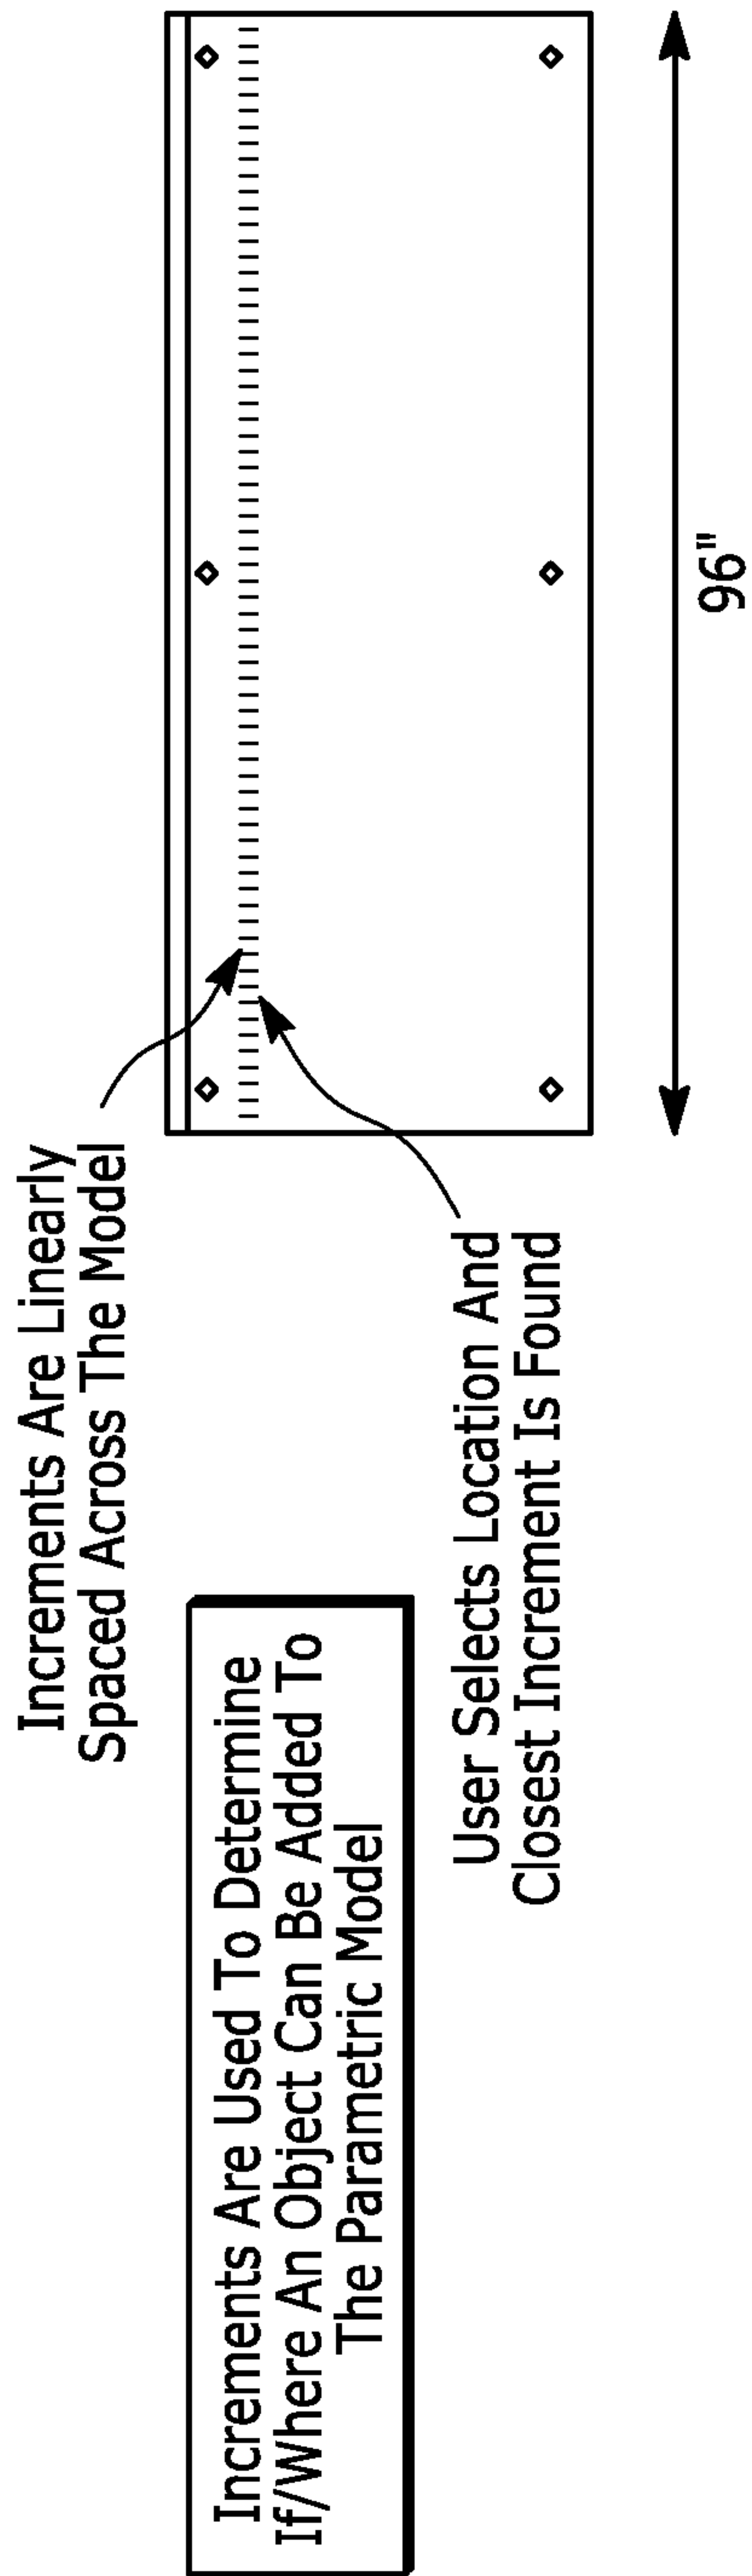 Increments Are Used To Determine
If/Where An Object Can Be Added To
The Parametric Model
Increments Are Linearly
Spaced Across The Model
User Selects Location And
Closest Increment Is Found
96"